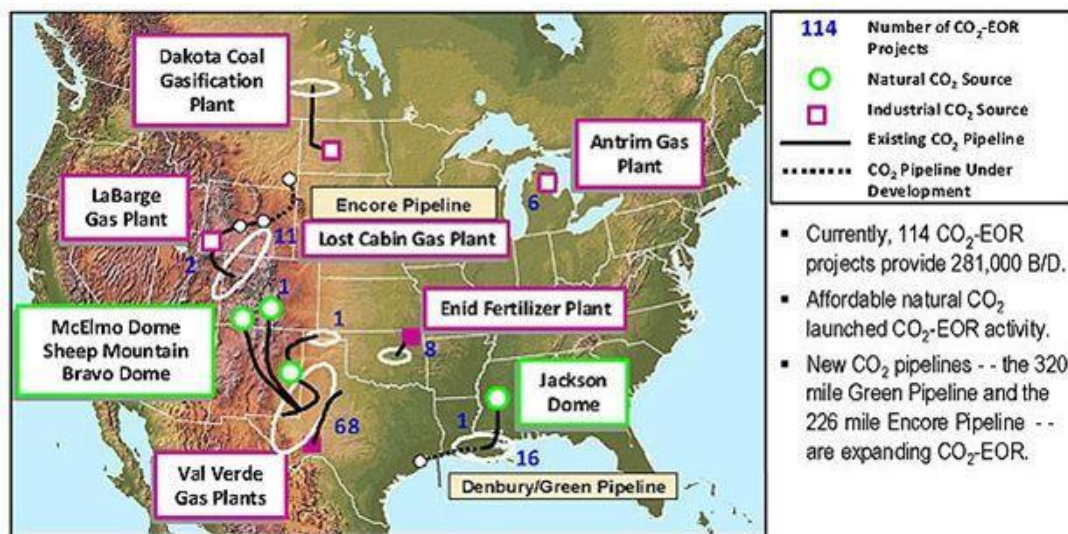 Dakota Coal
Gasification
Plant
LaBarge
Gas Plant
Encore Pipeline
Lost Cabin Gas Plant
Antrim Gas
Plant
6
11
2
1
McElmo Dome
Sheep Mountain
Bravo Dome
1
Enid Fertilizer Plant
8
Jackson
Dome
1
68
16
Val Verde
Gas Plants
Denbury/Green Pipeline
114 Number of CO₂-EOR
Projects
Natural CO₂ Source
Industrial CO₂ Source
Existing CO₂ Pipeline
CO₂ Pipeline Under
Development
▪ Currently, 114 CO₂-EOR
projects provide 281,000 B/D.
▪ Affordable natural CO₂
launched CO₂-EOR activity.
▪ New CO₂ pipelines - - the 320
mile Green Pipeline and the
226 mile Encore Pipeline - -
are expanding CO₂-EOR.